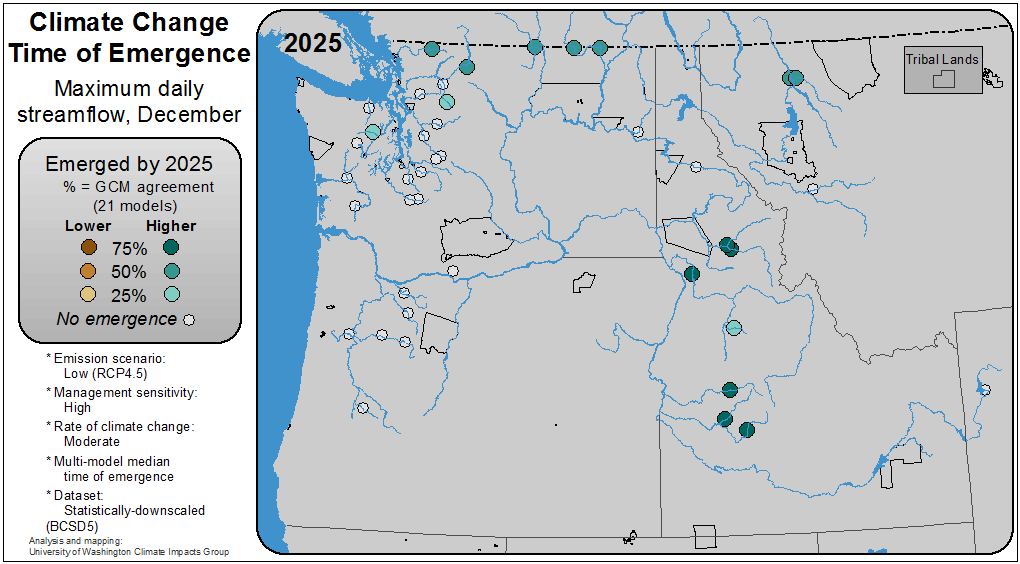 Climate Change
Time of Emergence
Maximum daily
streamflow, December
Emerged by 2025
% = GCM agreement
(21 models)
Lower Higher
75%
50%
25%
No emergence
* Emission scenario:
Low (RCP4.5)
* Management sensitivity:
High
* Rate of climate change:
Moderate
* Multi-model median
time of emergence
* Dataset:
Statistically-downscaled
(BCSD5)
Analysis and mapping:
University of Washington Climate Impacts Group
2025
Tribal Lands